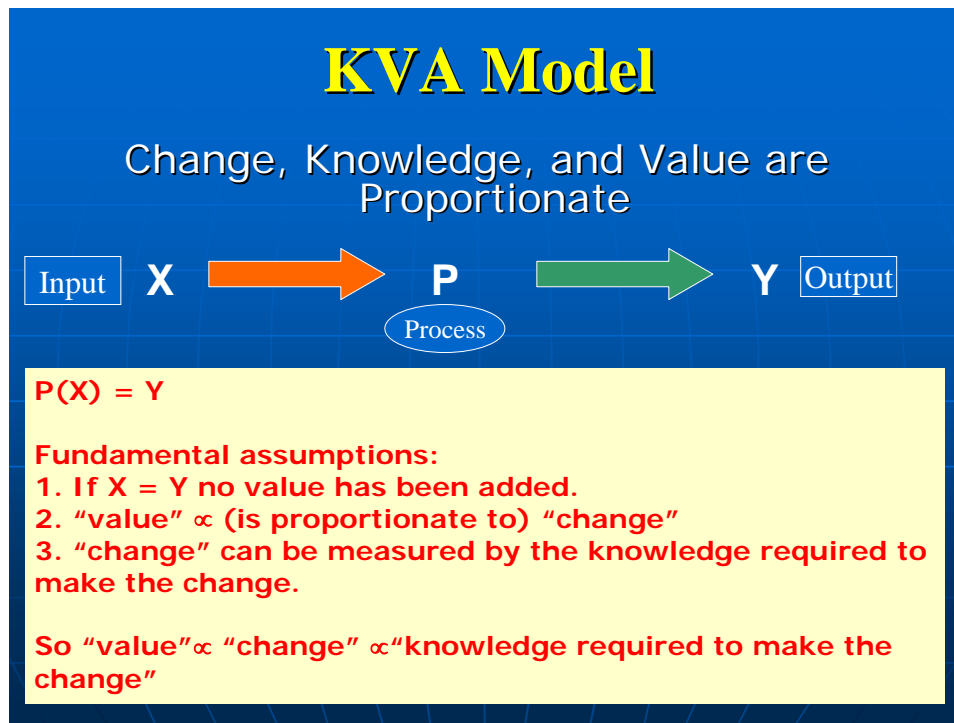 KVA Model
Change, Knowledge, and Value are
Proportionate
Input X P Y Output
Process
P(X) = Y
Fundamental assumptions:
1. If X = Y no value has been added.
2. “value” ∝ (is proportionate to) “change”
3. “change” can be measured by the knowledge required to
make the change.
So “value”∝ “change” ∝“knowledge required to make the
change”